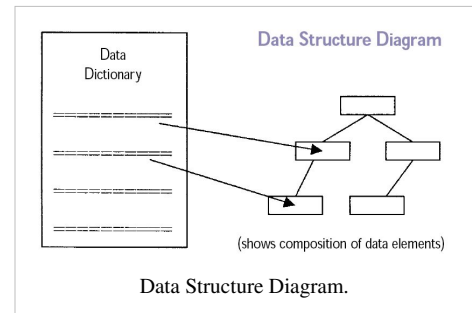 Data
Dictionary
Data Structure Diagram
(shows composition of data elements)
Data Structure Diagram.